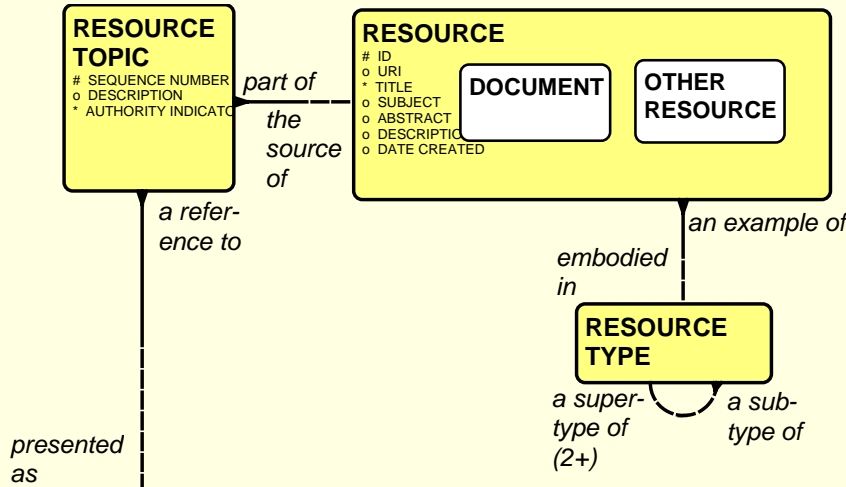 RESOURCE
TOPIC
# SEQUENCE NUMBER
o DESCRIPTION
* AUTHORITY INDICATO
part of
the
source
of
RESOURCE
# ID
o URI
* TITLE
o SUBJECT
o ABSTRACT
o DESCRIPTIO
o DATE CREATED
DOCUMENT
OTHER
RESOURCE
a refer-
ence to
an example of
embodied
in
RESOURCE
TYPE
a super-
type of
(2+)
a sub-
type of
presented
as